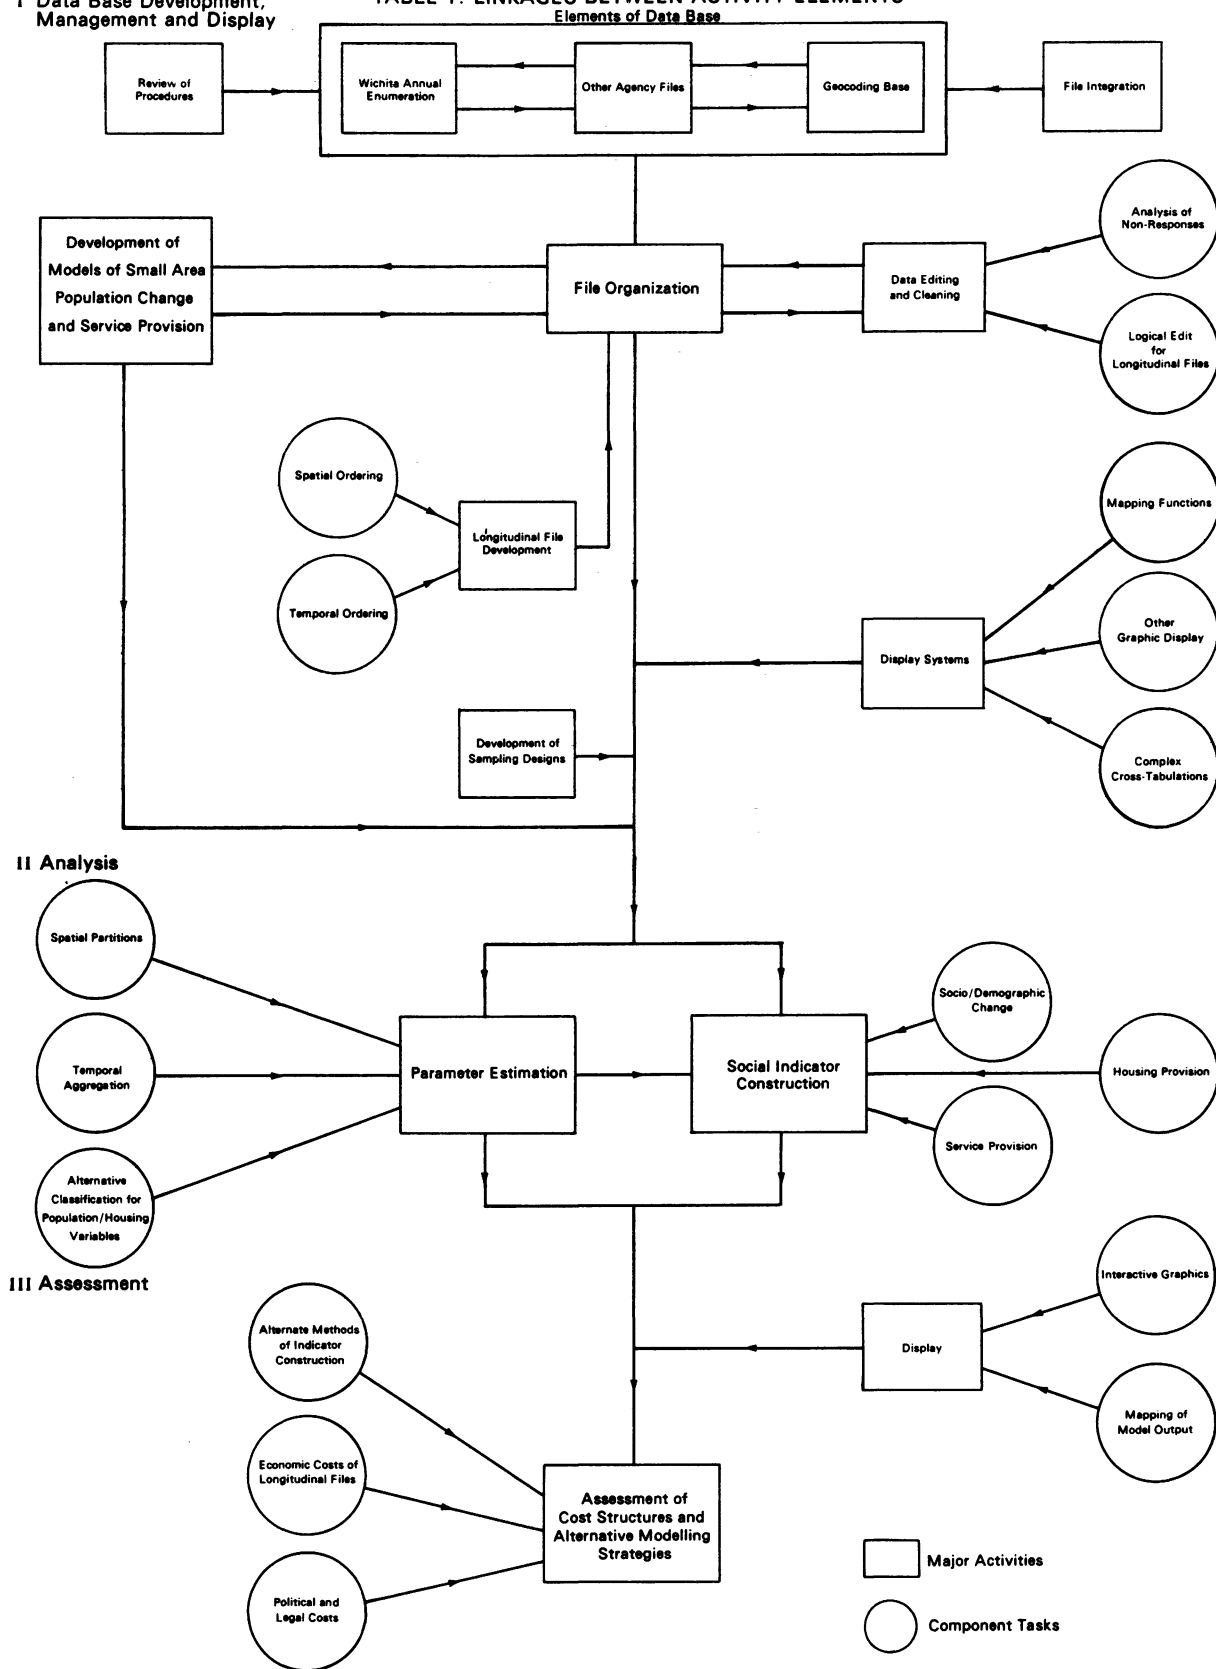 I Data Base Development,
Management and Display
TABLE 1: LINKAGES BETWEEN ACTIVITY ELEMENTS
Elements of Data Base
Review of
Procedures
Wichita Annual
Enumeration
Other Agency Files
Geocoding Base
File Integration
Analysis of
Non-Responses
Development of
Models of Small Area
Population Change
and Service Provision
File Organization
Data Editing
and Cleaning
Logical Edit
for
Longitudinal Files
Spatial Ordering
Longitudinal File
Development
Temporal Ordering
Mapping Functions
Other
Graphic Display
Display Systems
Development of
Sampling Designs
Complex
Cross-Tabulations
II Analysis
Spatial Partitions
Temporal
Aggregation
Alternative
Classification for
Population/Housing
Variables
Parameter Estimation
Social Indicator
Construction
Socio/Demographic
Change
Housing Provision
Service Provision
III Assessment
Alternate Methods
of Indicator
Construction
Economic Costs of
Longitudinal Files
Political and
Legal Costs
Assessment of
Cost Structures and
Alternative Modelling
Strategies
Interactive Graphics
Display
Mapping of
Model Output
Major Activities
Component Tasks